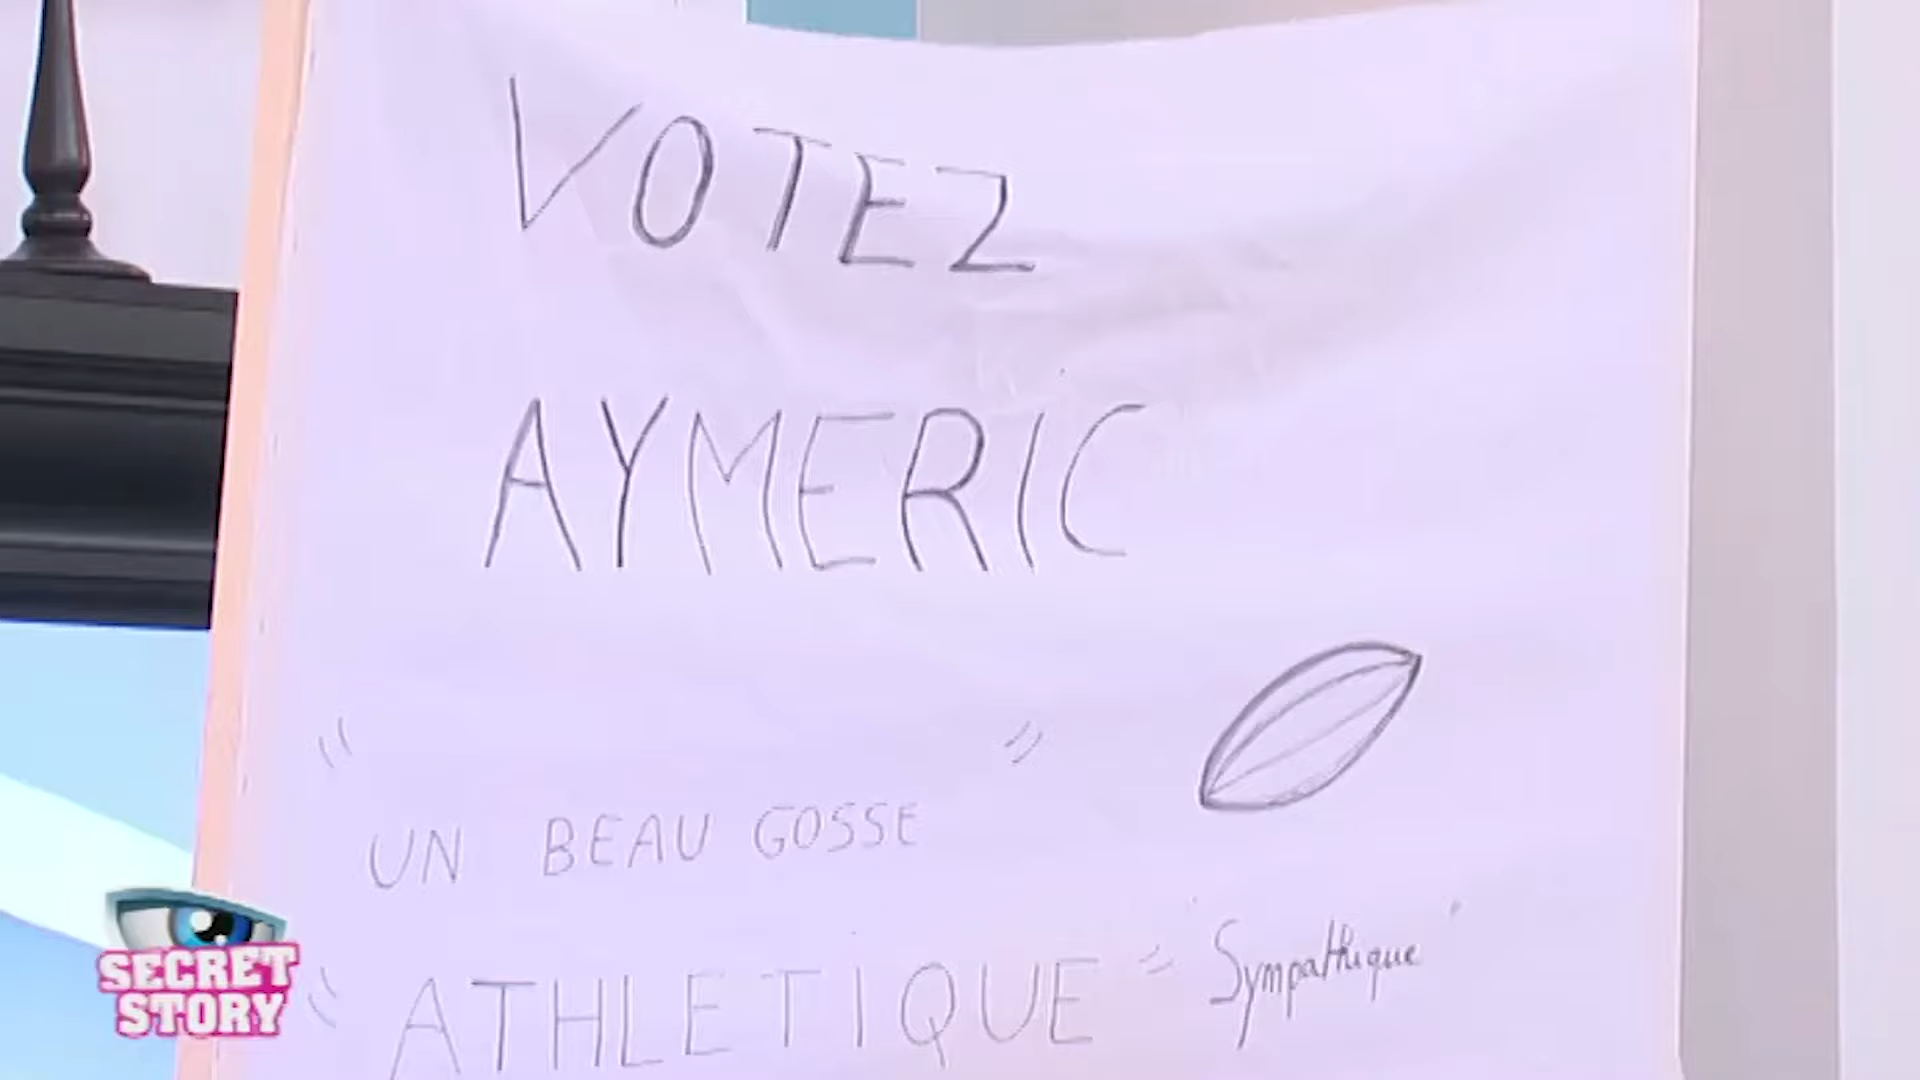 VOTEZ
AYMERIC
" UN BEAU GOSSE "
" ATHLETIQUE " "Sympathique"
SECRET
STORY